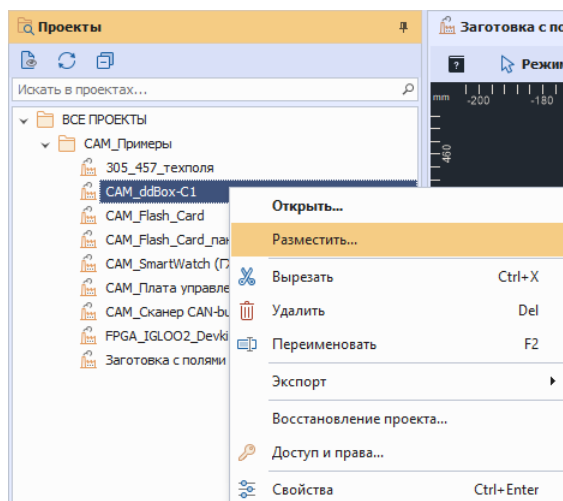 Проекты
Искать в проектах...
ВСЕ ПРОЕКТЫ
CAM_Примеры
305_457_техполя
CAM_ddBox-C1
CAM_Flash_Card
CAM_Flash_Card_пан
CAM_SmartWatch
CAM_Плата управле
CAM_Сканер CAN-bu
FPGA_IGLOO2_Devki
Заготовка с полями
Открыть...
Разместить...
Вырезать Ctrl+X
Удалить Del
Переименовать F2
Экспорт
Восстановление проекта...
Доступ и права...
Свойства Ctrl+Enter
Заготовка с по
? Режим
mm -200 -180
460